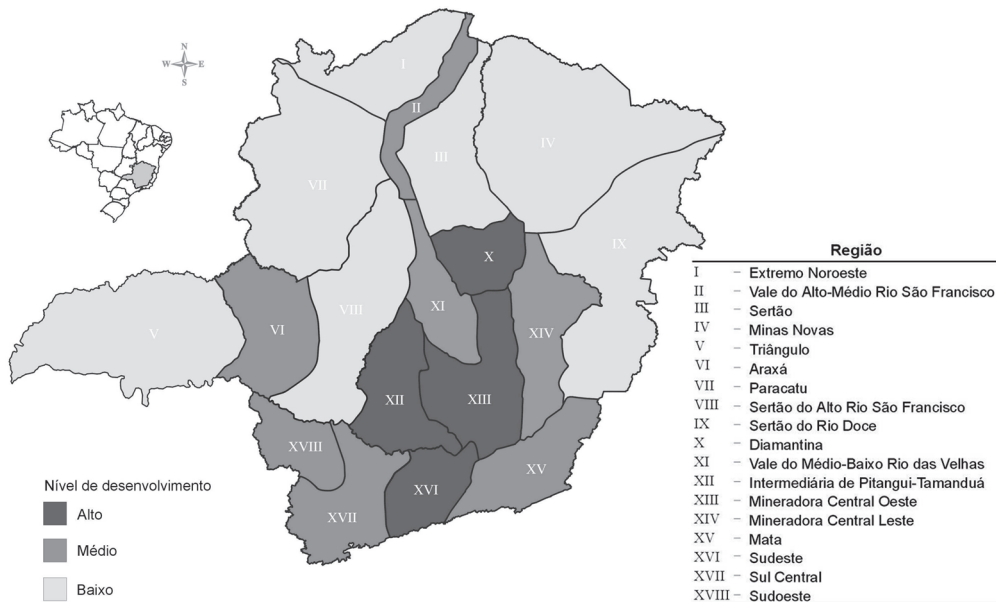 N
W
E
S
I
II
III
IV
VII
IX
X
V
VI
VIII
XI
XIV
XII
XIII
XVIII
XV
XVI
XVII
Nível de desenvolvimento
Alto
Médio
Baixo
Região
I – Extremo Noroeste
II – Vale do Alto-Médio Rio São Francisco
III – Sertão
IV – Minas Novas
V – Triângulo
VI – Araxá
VII – Paracatu
VIII – Sertão do Alto Rio São Francisco
IX – Sertão do Rio Doce
X – Diamantina
XI – Vale do Médio-Baixo Rio das Velhas
XII – Intermediária de Pitangui-Tamanduá
XIII – Mineradora Central Oeste
XIV – Mineradora Central Leste
XV – Mata
XVI – Sudeste
XVII – Sul Central
XVIII – Sudoeste